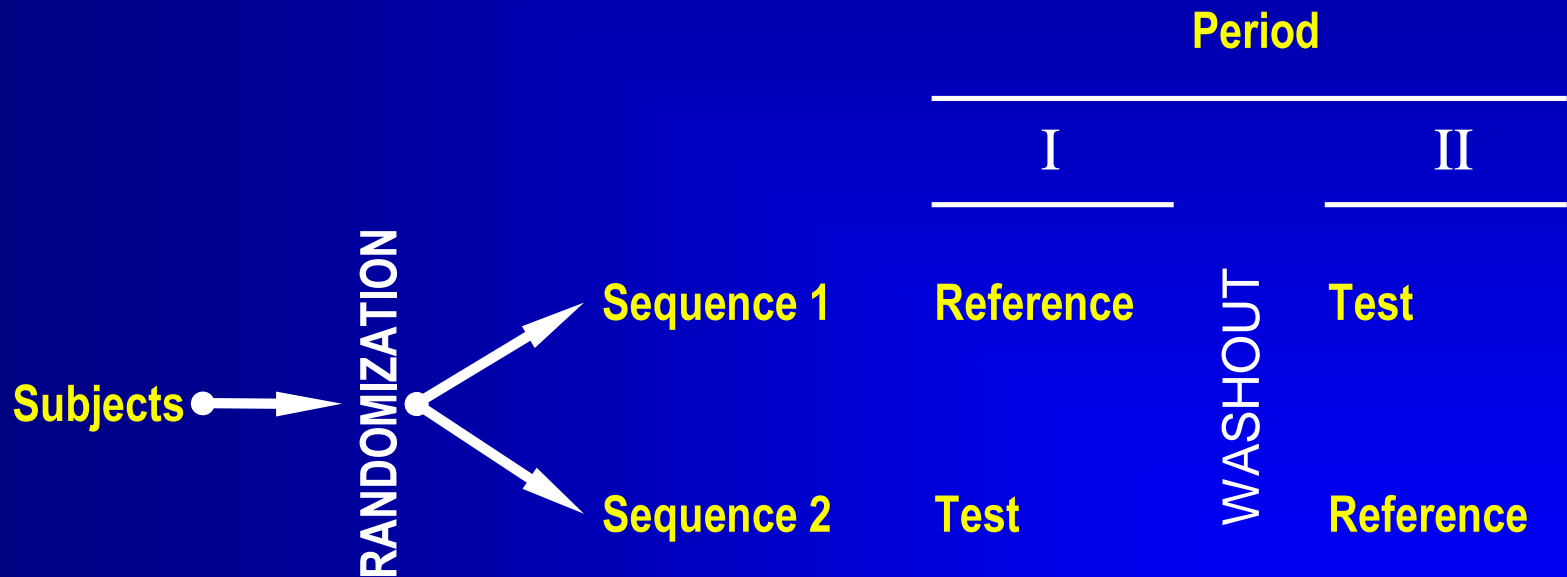 Period
I II
RANDOMIZATION
Sequence 1 Reference WASHOUT Test
Subjects
Sequence 2 Test Reference